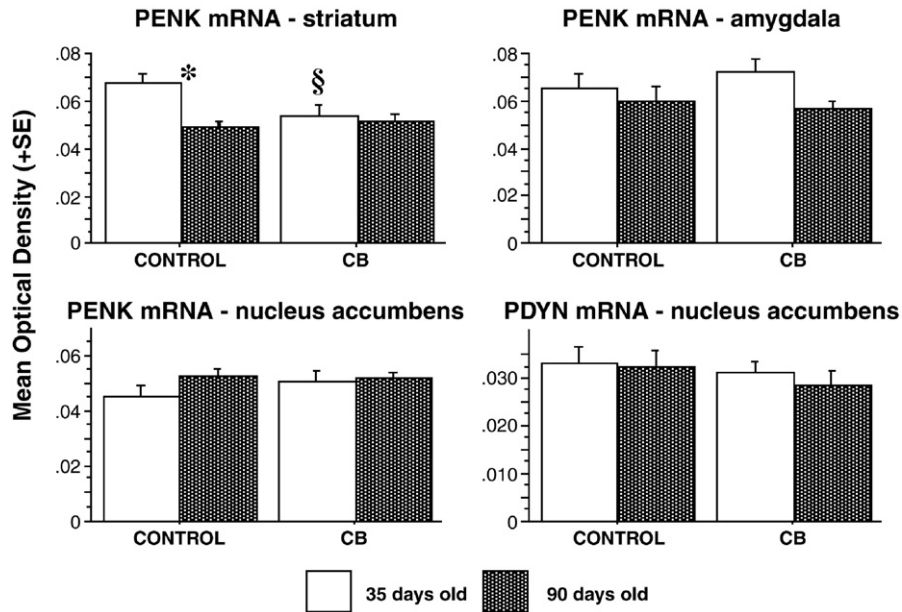 PENK mRNA - striatum
PENK mRNA - amygdala
Mean Optical Density (+SE)
.08
.06
.04
.02
0
*
§
CONTROL
CB
.08
.06
.04
.02
0
CONTROL
CB
PENK mRNA - nucleus accumbens
PDYN mRNA - nucleus accumbens
.06
.04
.02
0
CONTROL
CB
.030
.020
.010
0
CONTROL
CB
35 days old
90 days old